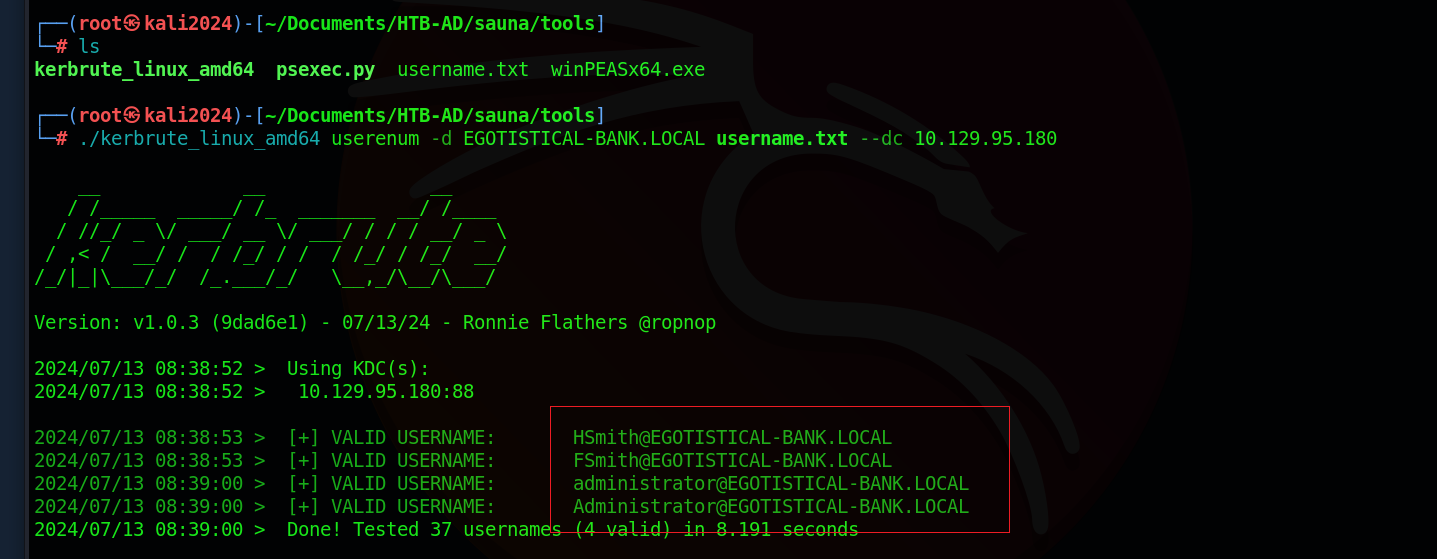 ┌──(root㉿kali2024)-[~/Documents/HTB-AD/sauna/tools]
└─# ls
kerbrute_linux_amd64  psexec.py  username.txt  winPEASx64.exe
┌──(root㉿kali2024)-[~/Documents/HTB-AD/sauna/tools]
└─# ./kerbrute_linux_amd64 userenum -d EGOTISTICAL-BANK.LOCAL username.txt --dc 10.129.95.180
    __             __               __
   / /_____  _____/ /_  _______  __/ /____
  / //_/ _ \/ ___/ __ \/ ___/ / / / __/ _ \
 / ,< /  __/ /  / /_/ / /  / /_/ / /_/  __/
/_/|_|\___/_/  /_.___/_/   \__,_/\__/\___/
Version: v1.0.3 (9dad6e1) - 07/13/24 - Ronnie Flathers @ropnop
2024/07/13 08:38:52 >  Using KDC(s):
2024/07/13 08:38:52 >   10.129.95.180:88
2024/07/13 08:38:53 >  [+] VALID USERNAME:       HSmith@EGOTISTICAL-BANK.LOCAL
2024/07/13 08:38:53 >  [+] VALID USERNAME:       FSmith@EGOTISTICAL-BANK.LOCAL
2024/07/13 08:39:00 >  [+] VALID USERNAME:       administrator@EGOTISTICAL-BANK.LOCAL
2024/07/13 08:39:00 >  [+] VALID USERNAME:       Administrator@EGOTISTICAL-BANK.LOCAL
2024/07/13 08:39:00 >  Done! Tested 37 usernames (4 valid) in 8.191 seconds